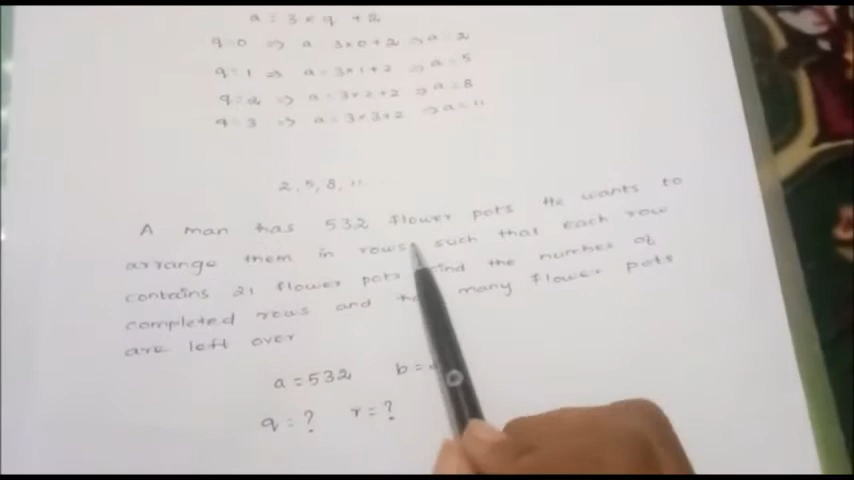 a = 3 × q + 2
q=0 ⇒ a 3×0+2 ⇒ a = 2
q=1 ⇒ a = 3×1+2 ⇒ a = 5
q=2 ⇒ a = 3×2+2 ⇒ a = 8
q=3 ⇒ a = 3×3+2 ⇒ a = 11
2, 5, 8, 11 ...
A man has 532 flower pots He wants to
arrange them in rows such that each row
contains 21 flower pots find the number of
completed rows and many flower pots
are left over
a = 532 b =
q = ? r = ?